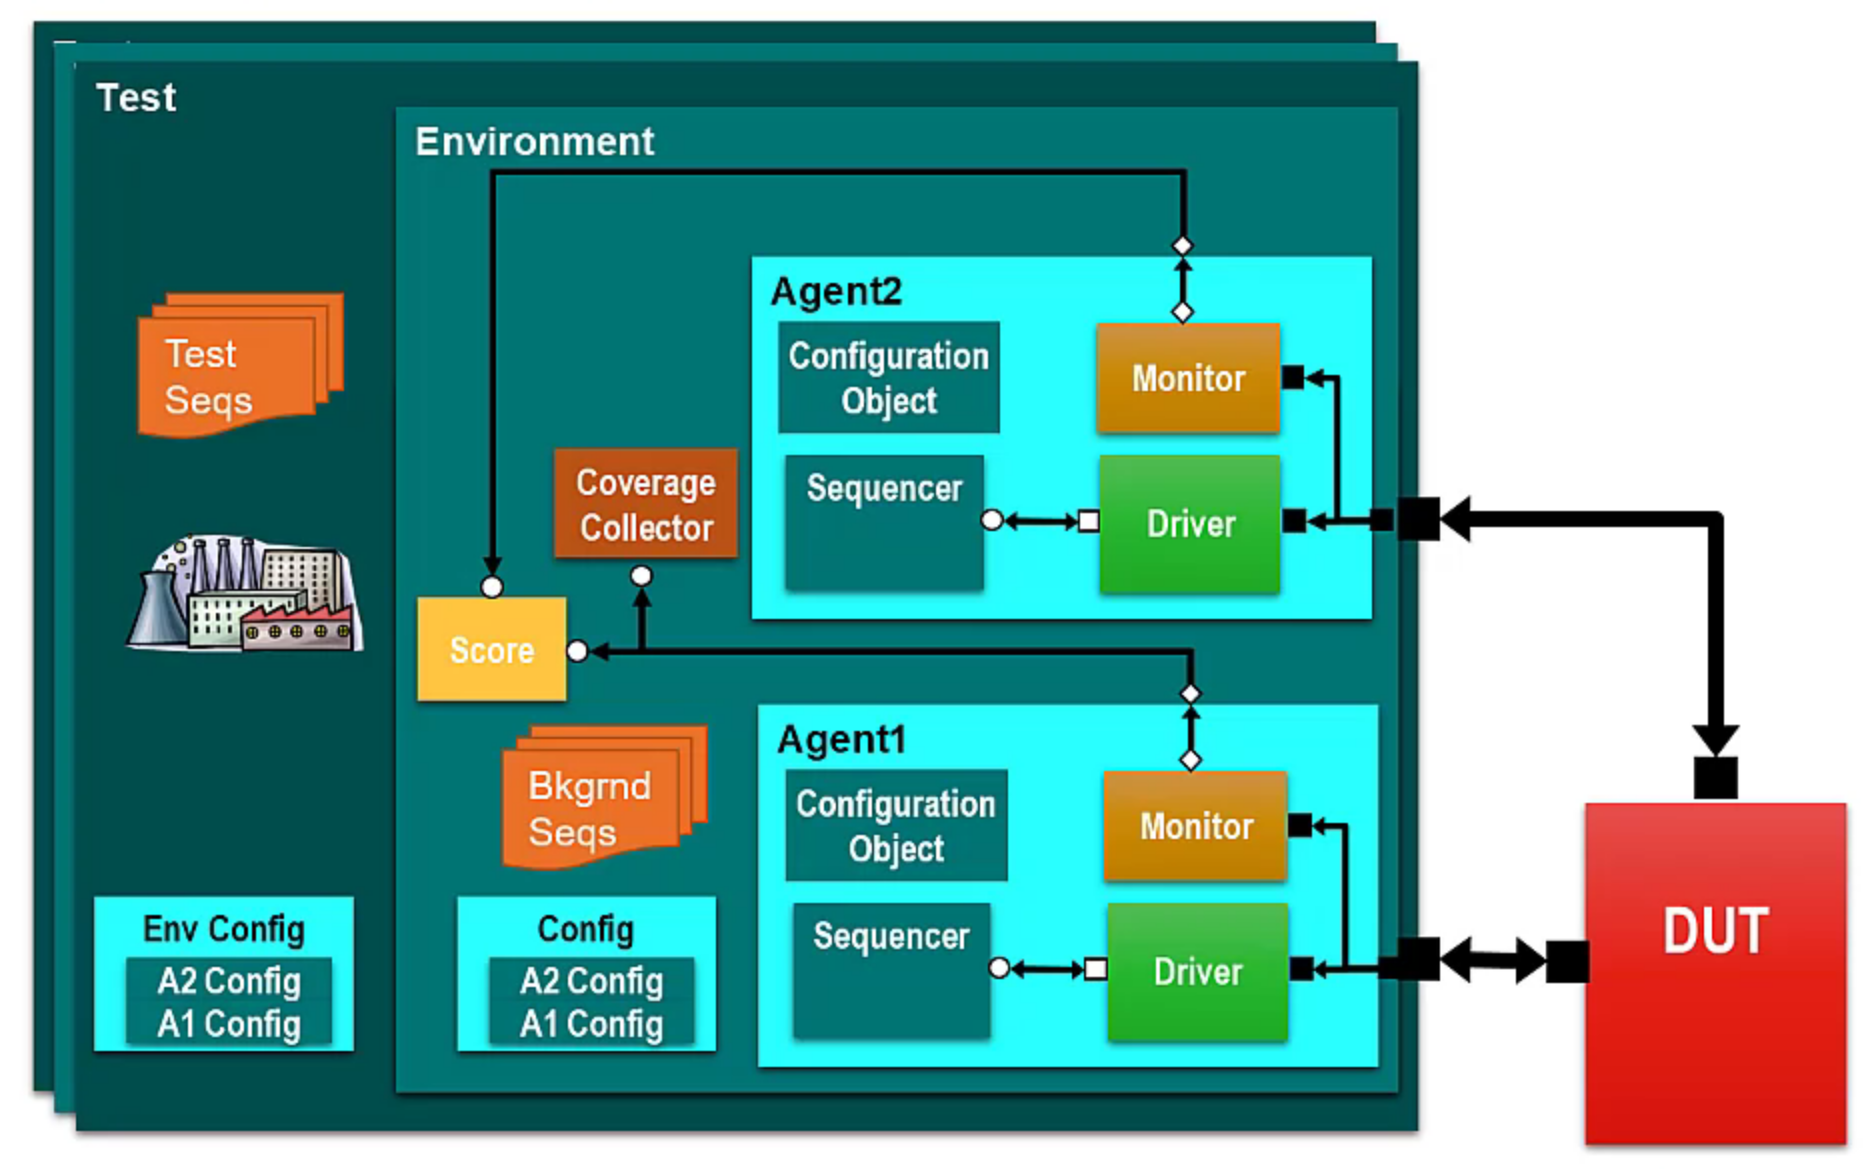 Test
Environment
Agent2
Configuration
Object
Monitor
Sequencer
Driver
Test
Seqs
Coverage
Collector
Score
Agent1
Configuration
Object
Monitor
Sequencer
Driver
Bkgrnd
Seqs
Env Config
A2 Config
A1 Config
Config
A2 Config
A1 Config
DUT